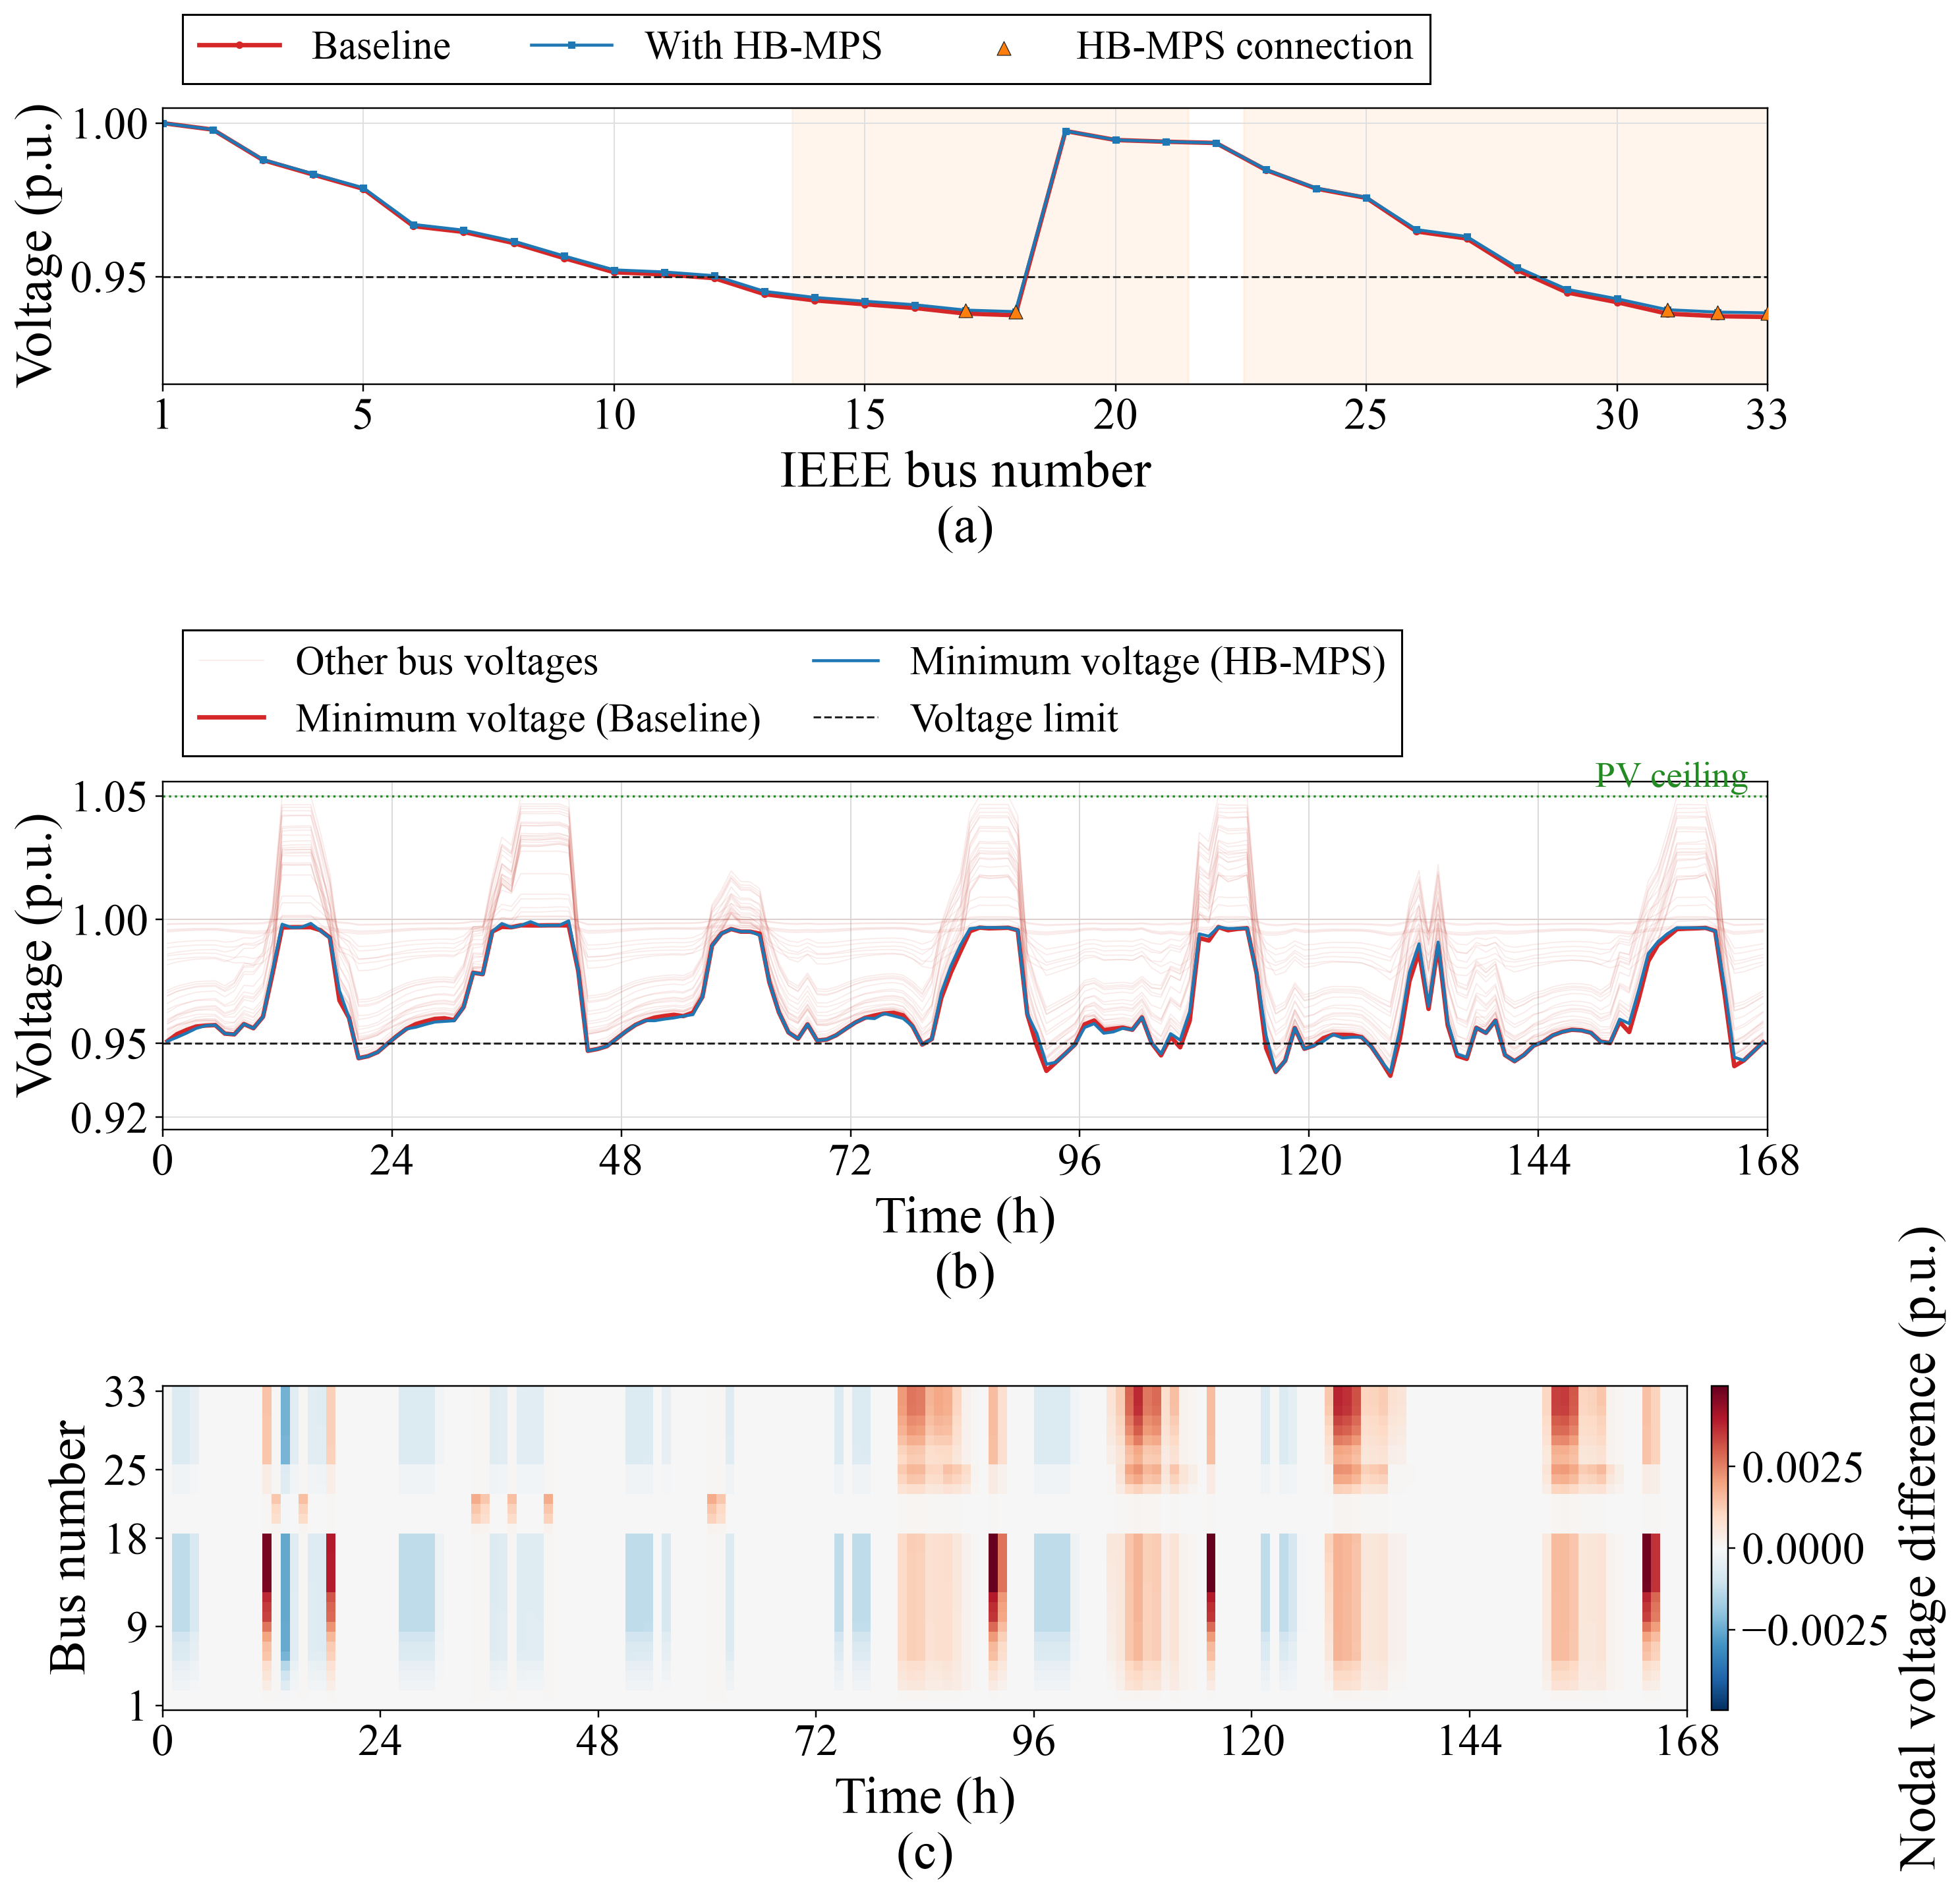 Baseline With HB-MPS HB-MPS connection
Voltage (p.u.)
1.00
0.95
1 5 10 15 20 25 30 33
IEEE bus number
(a)
Other bus voltages Minimum voltage (HB-MPS)
Minimum voltage (Baseline) Voltage limit
PV ceiling
Voltage (p.u.)
1.05
1.00
0.95
0.92
0 24 48 72 96 120 144 168
Time (h)
(b)
Bus number
33
25
18
9
1
0 24 48 72 96 120 144 168
Time (h)
(c)
0.0025
0.0000
−0.0025
Nodal voltage difference (p.u.)